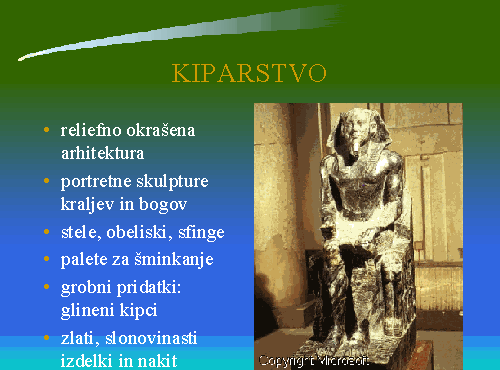 KIPARSTVO
• reliefno okrašena
arhitektura
• portretne skulpture
kraljev in bogov
• stele, obeliski, sfinge
• palete za šminkanje
• grobni pridatki:
glineni kipci
• zlati, slonovinasti
izdelki in nakit
Copyright Microsoft